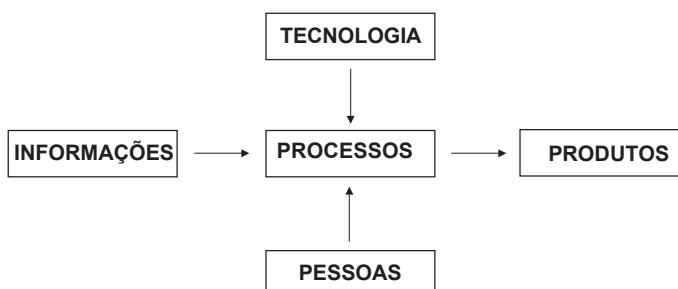 TECNOLOGIA
INFORMAÇÕES
PROCESSOS
PRODUTOS
PESSOAS